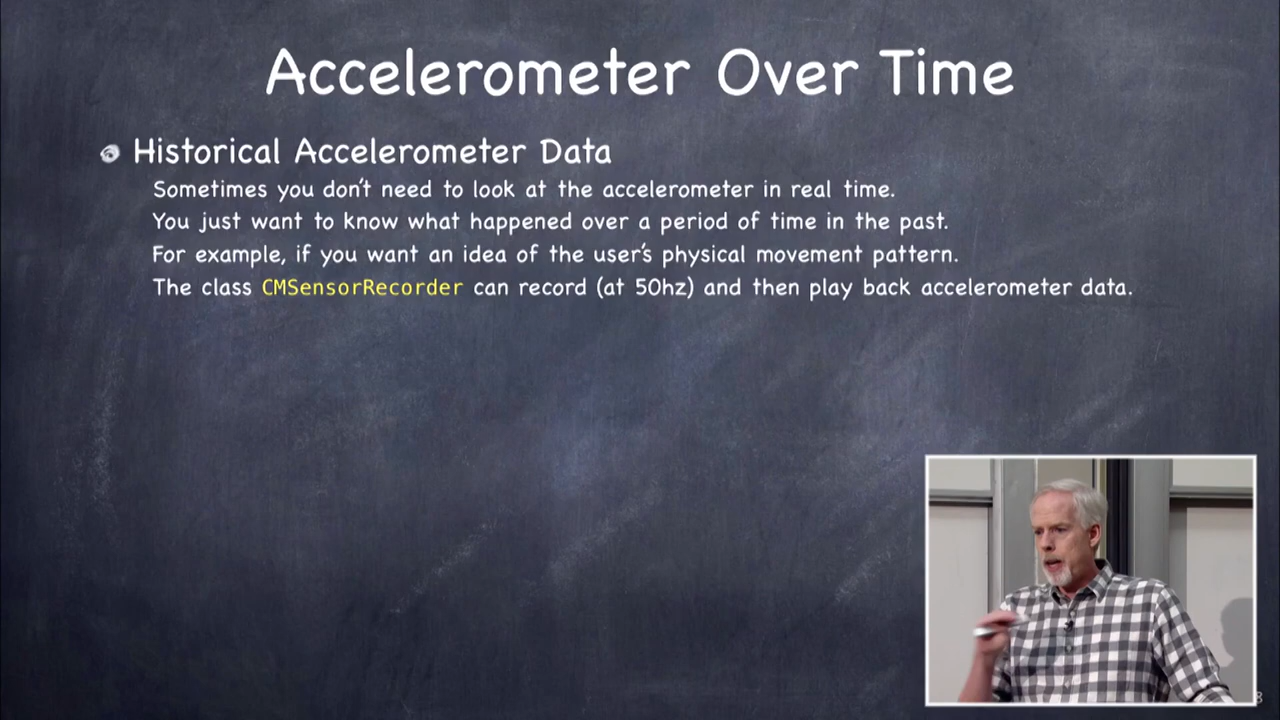 Accelerometer Over Time
Historical Accelerometer Data
Sometimes you don't need to look at the accelerometer in real time.
You just want to know what happened over a period of time in the past.
For example, if you want an idea of the user's physical movement pattern.
The class CMSensorRecorder can record (at 50hz) and then play back accelerometer data.
8